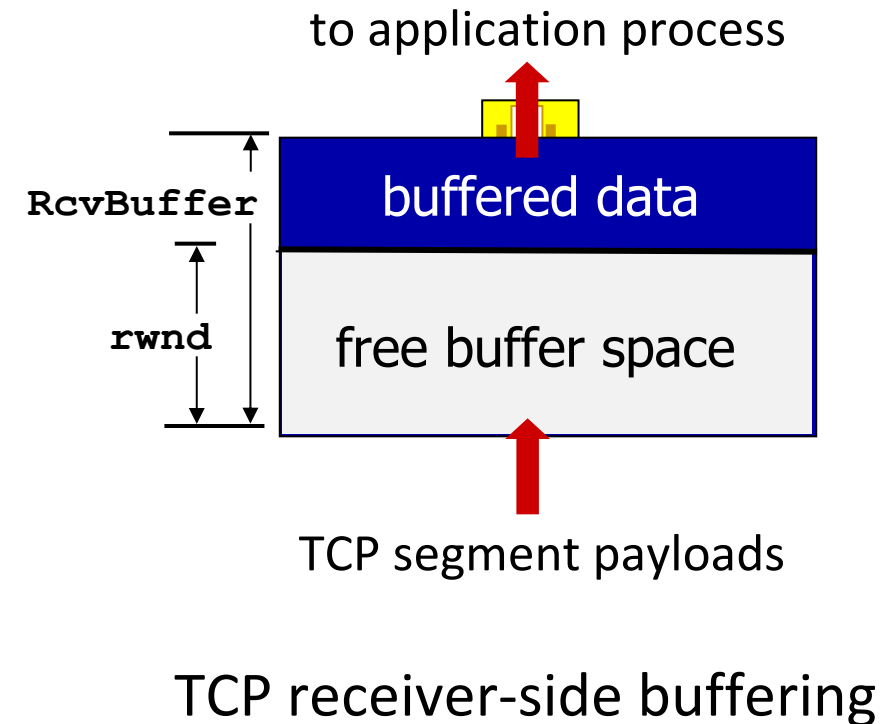 to application process
RcvBuffer
buffered data
rwnd
free buffer space
TCP segment payloads
TCP receiver-side buffering